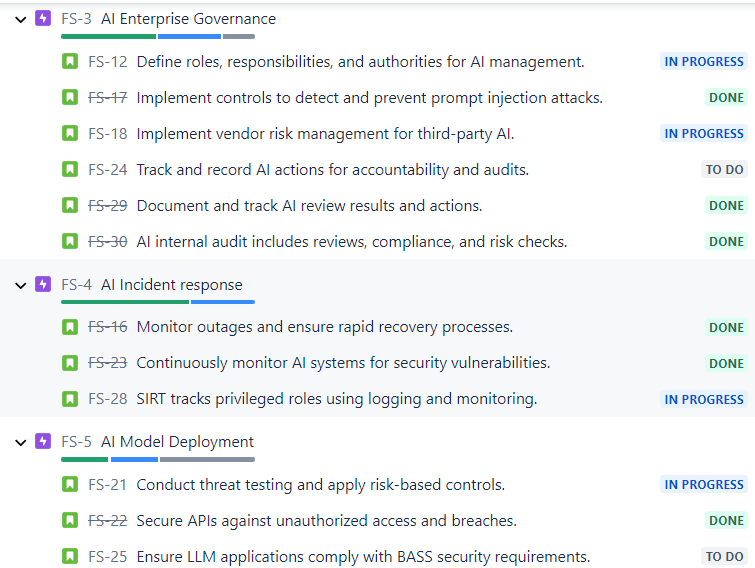 FS-3 AI Enterprise Governance
FS-12 Define roles, responsibilities, and authorities for AI management. IN PROGRESS
FS-17 Implement controls to detect and prevent prompt injection attacks. DONE
FS-18 Implement vendor risk management for third-party AI. IN PROGRESS
FS-24 Track and record AI actions for accountability and audits. TO DO
FS-29 Document and track AI review results and actions. DONE
FS-30 AI internal audit includes reviews, compliance, and risk checks. DONE
FS-4 AI Incident response
FS-16 Monitor outages and ensure rapid recovery processes. DONE
FS-23 Continuously monitor AI systems for security vulnerabilities. DONE
FS-28 SIRT tracks privileged roles using logging and monitoring. IN PROGRESS
FS-5 AI Model Deployment
FS-21 Conduct threat testing and apply risk-based controls. IN PROGRESS
FS-22 Secure APIs against unauthorized access and breaches. DONE
FS-25 Ensure LLM applications comply with BASS security requirements. TO DO